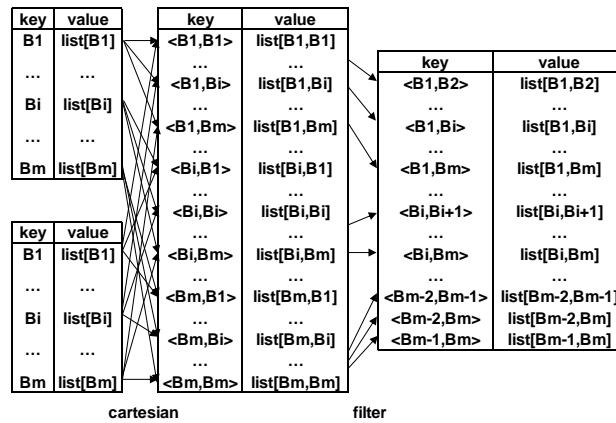 key value
B1 list[B1]
... ...
Bi list[Bi]
... ...
Bm list[Bm]
key value
B1 list[B1]
... ...
Bi list[Bi]
... ...
Bm list[Bm]
key value
<B1,B1> list[B1,B1]
... ...
<B1,Bi> list[B1,Bi]
... ...
<B1,Bm> list[B1,Bm]
... ...
<Bi,B1> list[Bi,B1]
... ...
<Bi,Bi> list[Bi,Bi]
... ...
<Bi,Bm> list[Bi,Bm]
... ...
<Bm,B1> list[Bm,B1]
... ...
<Bm,Bi> list[Bm,Bi]
... ...
<Bm,Bm> list[Bm,Bm]
key value
<B1,B2> list[B1,B2]
... ...
<B1,Bi> list[B1,Bi]
... ...
<B1,Bm> list[B1,Bm]
... ...
<Bi,Bi+1> list[Bi,Bi+1]
... ...
<Bi,Bm> list[Bi,Bm]
... ...
<Bm-2,Bm-1> list[Bm-2,Bm-1]
<Bm-2,Bm> list[Bm-2,Bm]
<Bm-1,Bm> list[Bm-1,Bm]
cartesian filter